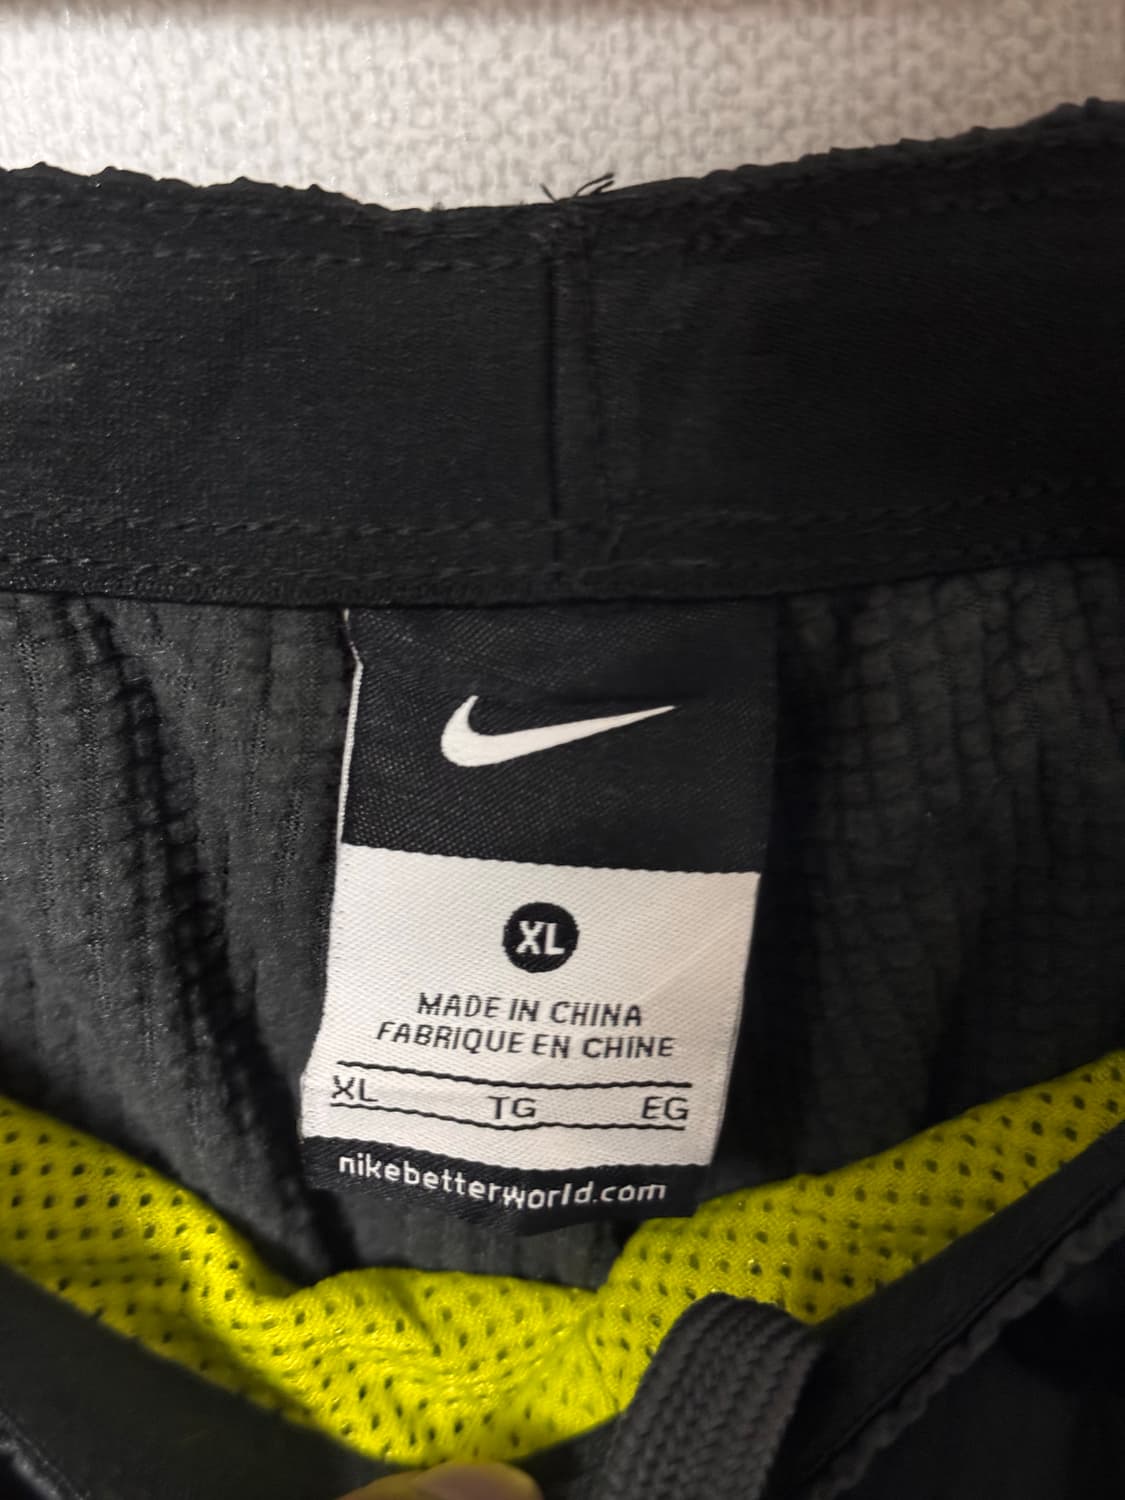 XL
MADE IN CHINA
FABRIQUE EN CHINE
XL TG EG
nikebetterworld.com